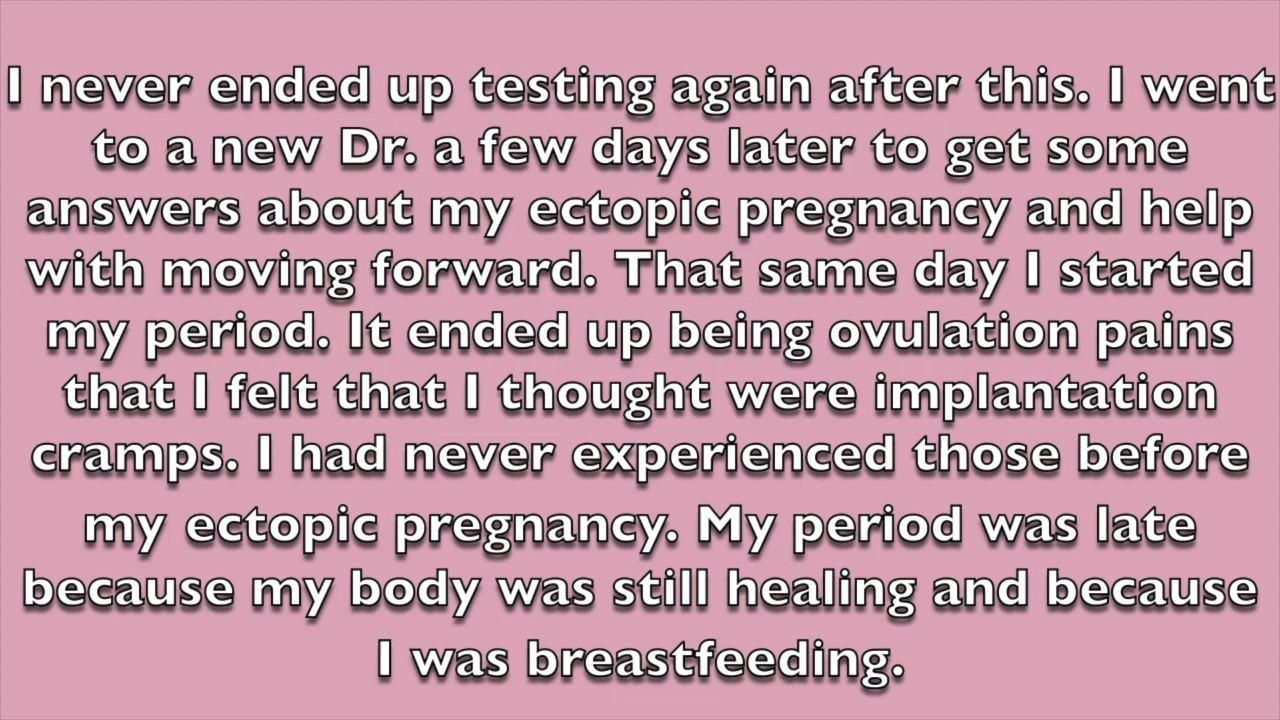 I never ended up testing again after this. I went
to a new Dr. a few days later to get some
answers about my ectopic pregnancy and help
with moving forward. That same day I started
my period. It ended up being ovulation pains
that I felt that I thought were implantation
cramps. I had never experienced those before
my ectopic pregnancy. My period was late
because my body was still healing and because
I was breastfeeding.